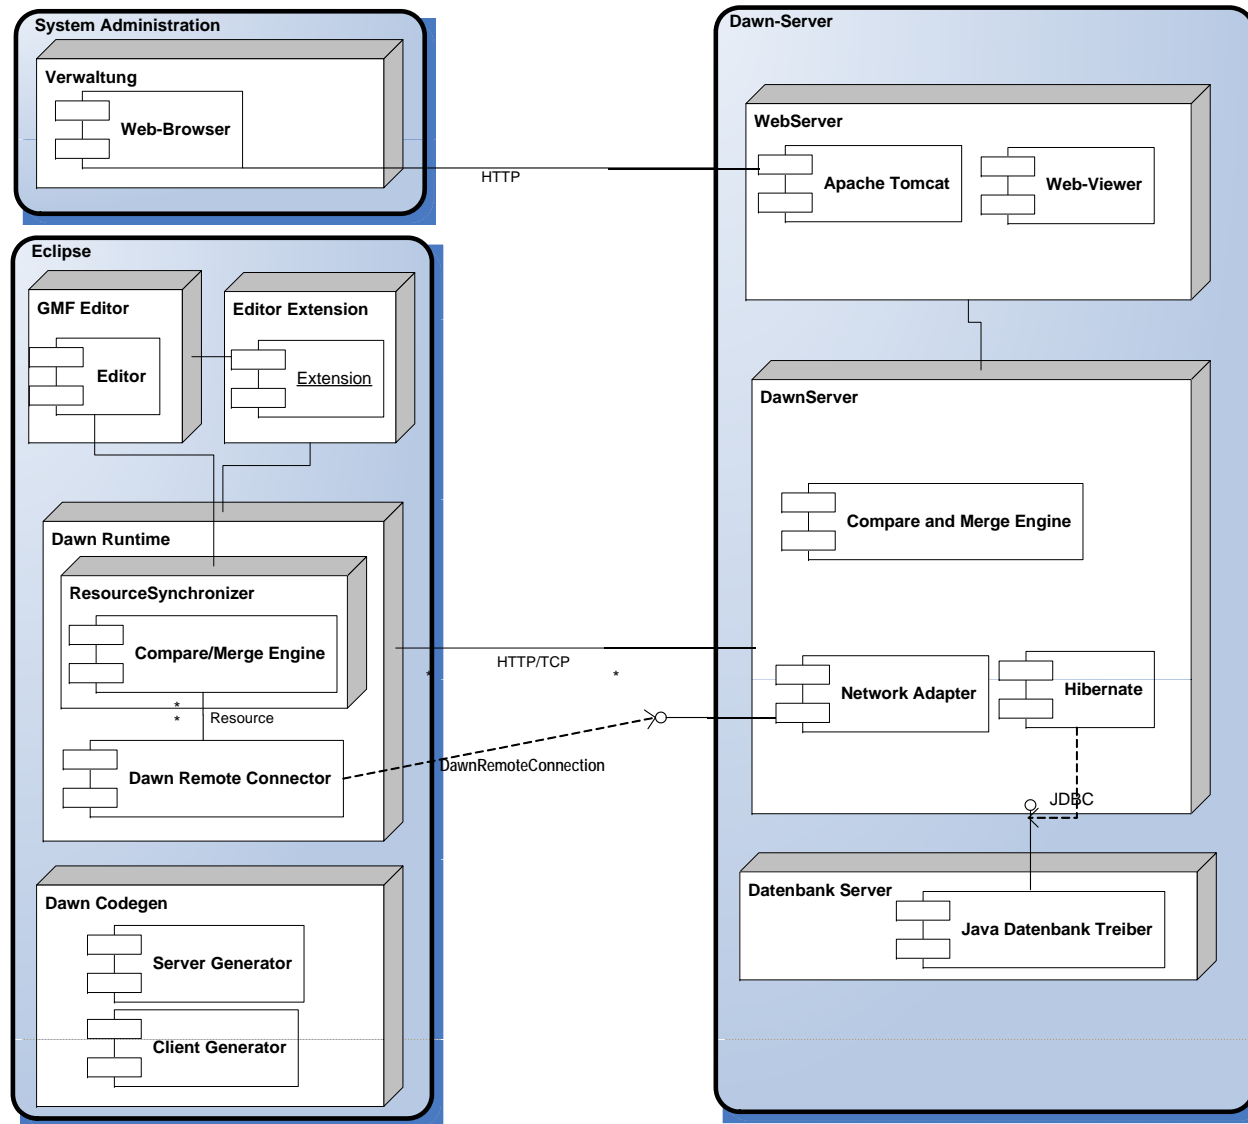 System Administration
Verwaltung
Web-Browser
HTTP
Dawn-Server
WebServer
Apache Tomcat
Web-Viewer
Eclipse
GMF Editor
Editor
Editor Extension
Extension
Dawn Runtime
ResourceSynchronizer
Compare/Merge Engine
*
*
Resource
Dawn Remote Connector
HTTP/TCP
*
*
DawnRemoteConnection
DawnServer
Compare and Merge Engine
Network Adapter
Hibernate
JDBC
Dawn Codegen
Server Generator
Client Generator
Datenbank Server
Java Datenbank Treiber